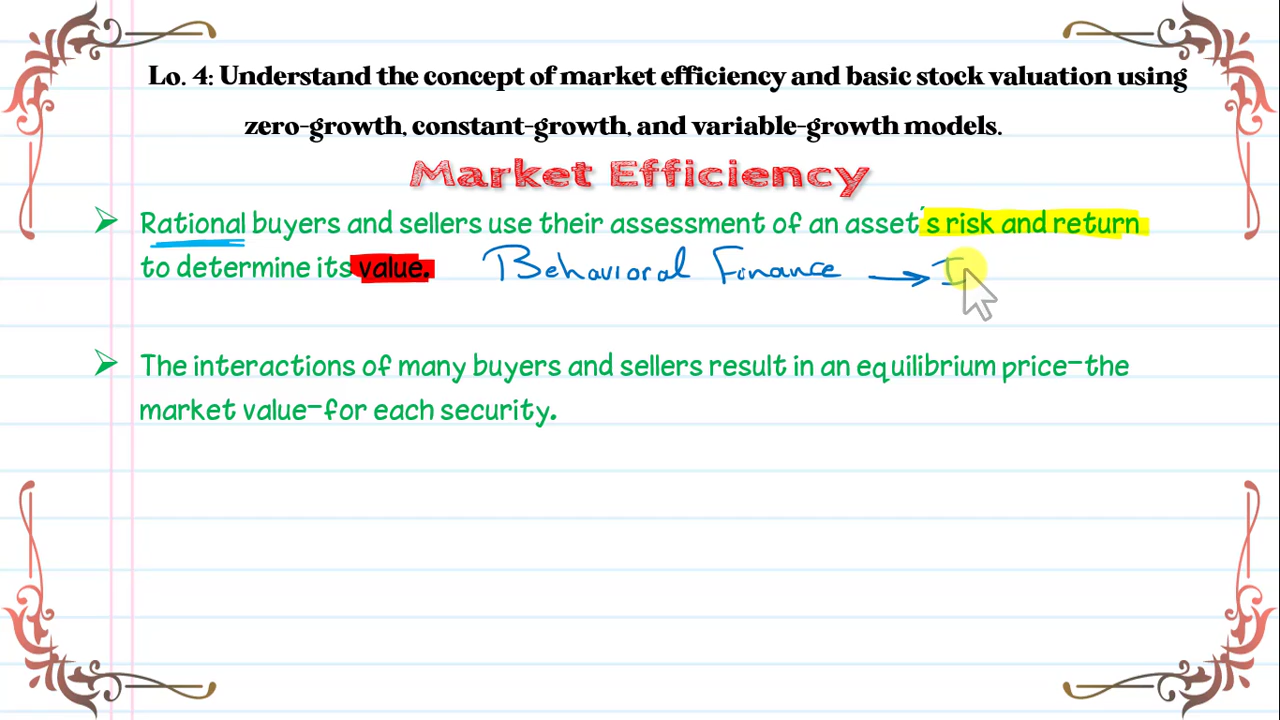 Lo. 4: Understand the concept of market efficiency and basic stock valuation using
zero-growth, constant-growth, and variable-growth models.
Market Efficiency
➢ Rational buyers and sellers use their assessment of an asset's risk and return
to determine its value. Behavioral Finance → I
➢ The interactions of many buyers and sellers result in an equilibrium price–the
market value–for each security.